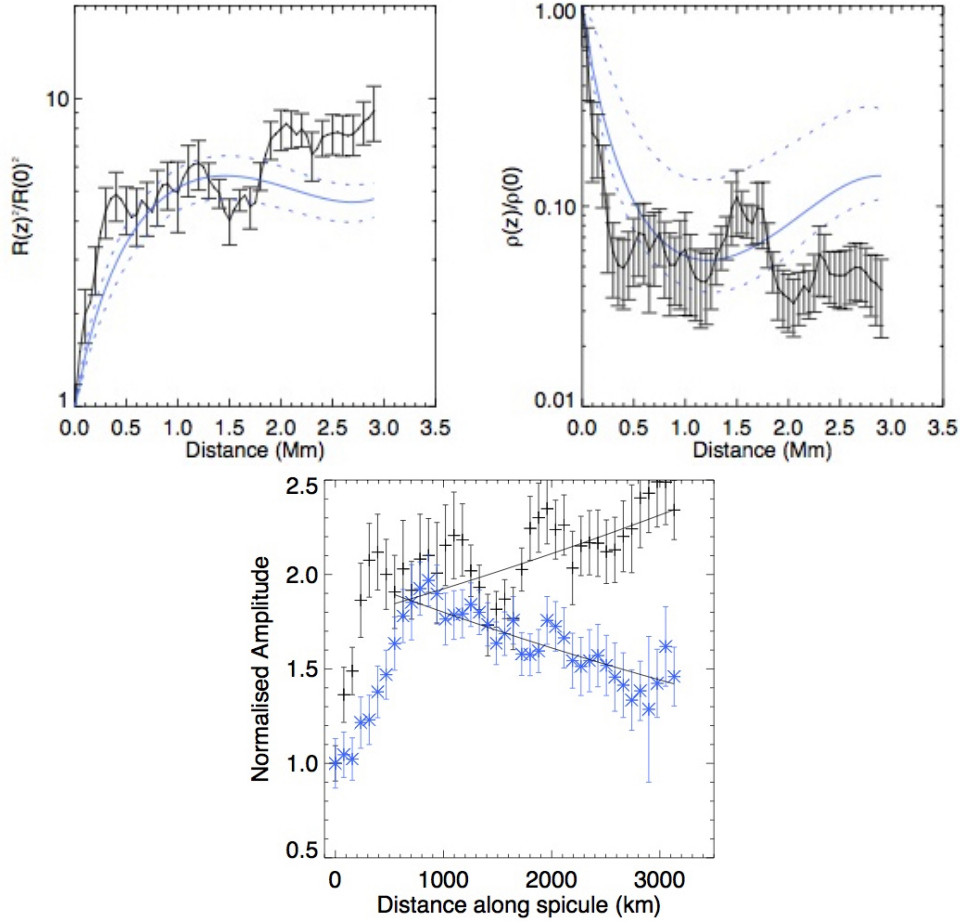 R(z)²/R(0)²
10
1
0.0 0.5 1.0 1.5 2.0 2.5 3.0 3.5
Distance (Mm)
ρ(z)/ρ(0)
1.00
0.10
0.01
0.0 0.5 1.0 1.5 2.0 2.5 3.0 3.5
Distance (Mm)
Normalised Amplitude
2.5
2.0
1.5
1.0
0.5
0 1000 2000 3000
Distance along spicule (km)